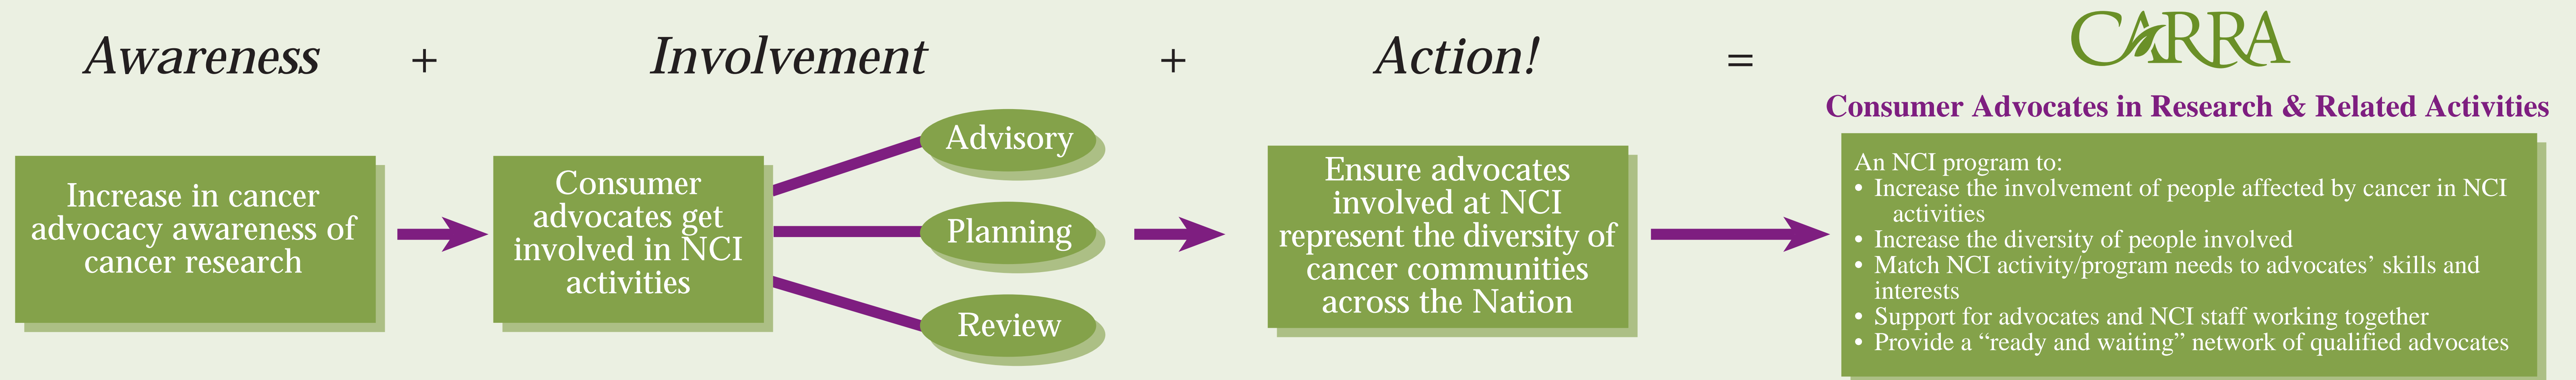 Awareness + Involvement + Action! = CARRA
Consumer Advocates in Research & Related Activities
Increase in cancer
advocacy awareness of
cancer research
Consumer
advocates get
involved in NCI
activities
Advisory
Planning
Review
Ensure advocates
involved at NCI
represent the diversity of
cancer communities
across the Nation
An NCI program to:
• Increase the involvement of people affected by cancer in NCI
activities
• Increase the diversity of people involved
• Match NCI activity/program needs to advocates’ skills and
interests
• Support for advocates and NCI staff working together
• Provide a “ready and waiting” network of qualified advocates